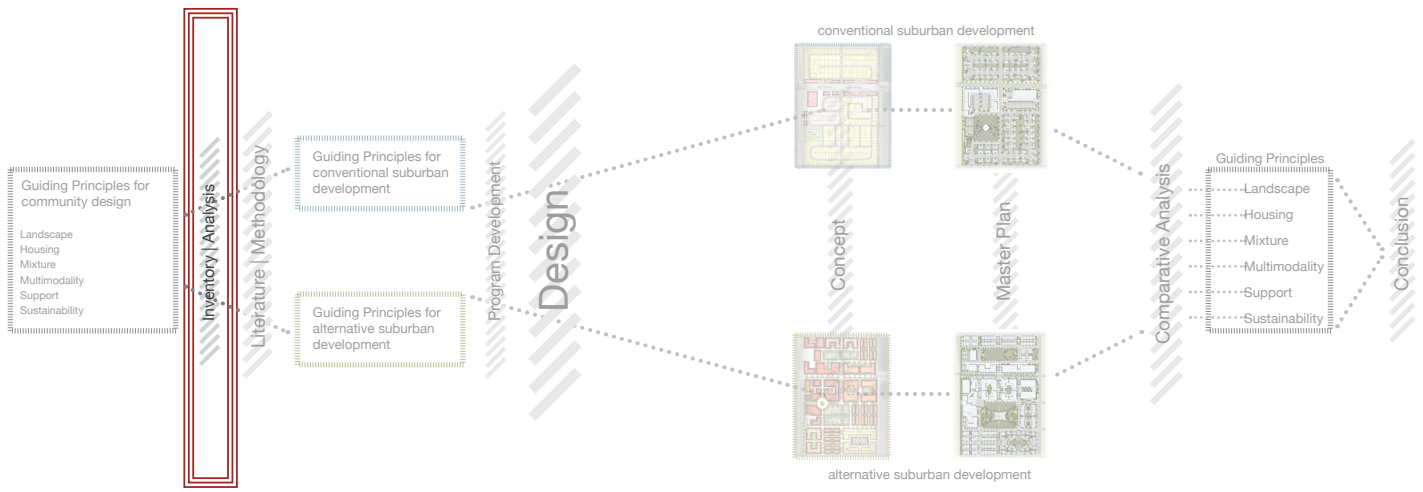 Guiding Principles for
community design
Landscape
Housing
Mixture
Multimodality
Support
Sustainability
Inventory | Analysis
Literature | Methodology
Guiding Principles for
conventional suburban
development
Guiding Principles for
alternative suburban
development
Program Development
Design
conventional suburban development
Concept
Master Plan
alternative suburban development
Comparative Analysis
Guiding Principles
Landscape
Housing
Mixture
Multimodality
Support
Sustainability
Conclusion